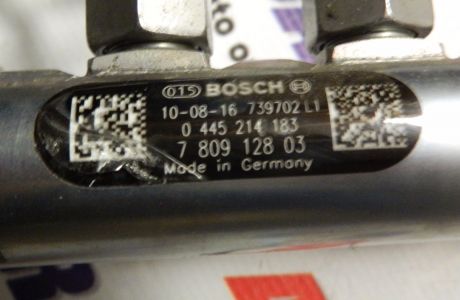 015 BOSCH
10-08-16 739702 L1
0 445 214 183
7 809 128 03
Made in Germany